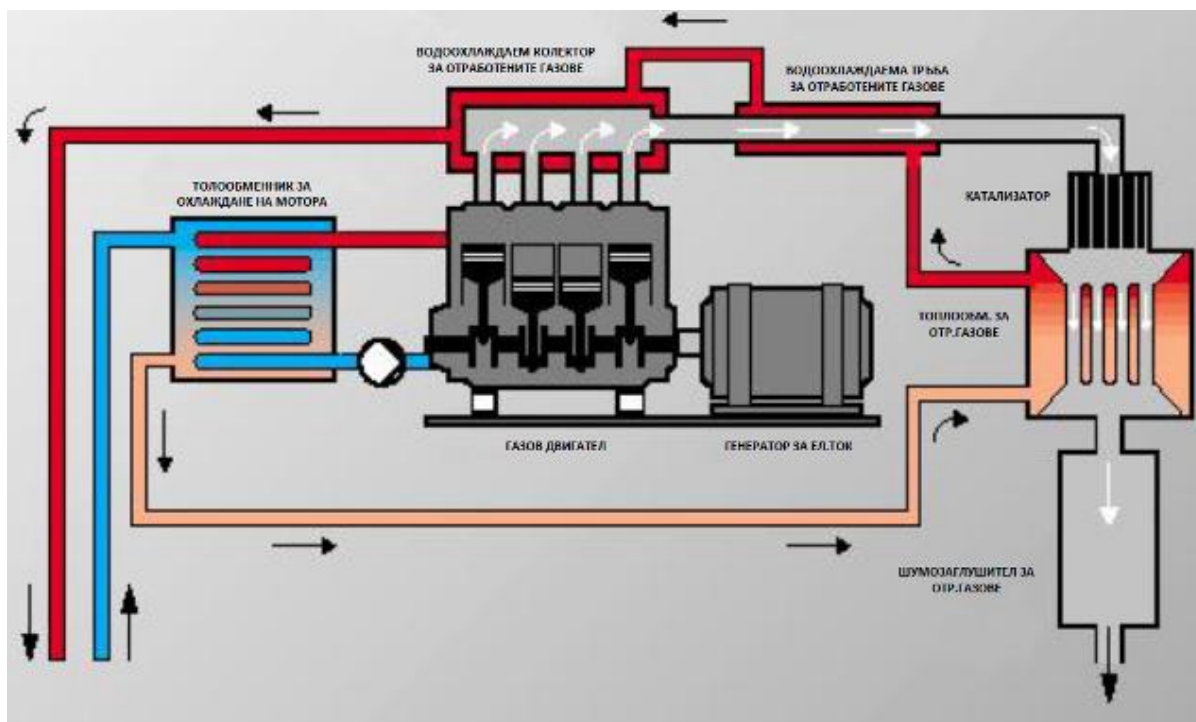 ВОДООХЛАЖДАЕМ КОЛЕКТОР
ЗА ОТРАБОТЕНИТЕ ГАЗОВЕ
ВОДООХЛАЖДАЕМА ТРЪБА
ЗА ОТРАБОТЕНИТЕ ГАЗОВЕ
ТОЛООБМЕННИК ЗА
ОХЛАЖДАНЕ НА МОТОРА
КАТАЛИЗАТОР
ТОПЛООБМ. ЗА
ОТР.ГАЗОВЕ
ГАЗОВ ДВИГАТЕЛ
ГЕНЕРАТОР ЗА ЕЛ.ТОК
ШУМОЗАГЛУШИТЕЛ ЗА
ОТР.ГАЗОВЕ